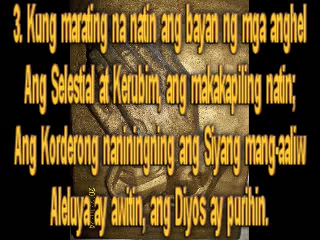 3. Kung marating na natin ang bayan ng mga anghel
Ang Selestial at Kerubim, ang makakapiling natin;
Ang Korderong naniningning ang Siyang mang-aaliw
Aleluya ay awitin, ang Diyos ay purihin.